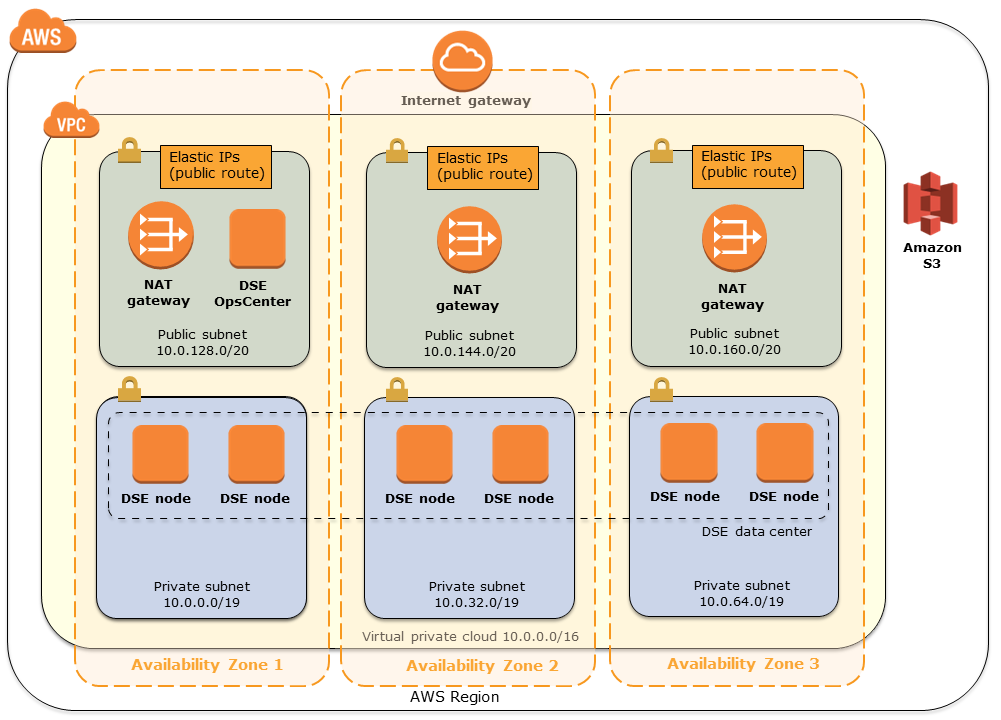 AWS
Internet gateway
VPC
Elastic IPs
(public route)
NAT
gateway
DSE
OpsCenter
Public subnet
10.0.128.0/20
Elastic IPs
(public route)
NAT
gateway
Public subnet
10.0.144.0/20
Elastic IPs
(public route)
NAT
gateway
Public subnet
10.0.160.0/20
Amazon
S3
DSE node
DSE node
Private subnet
10.0.0.0/19
DSE node
DSE node
Private subnet
10.0.32.0/19
DSE node
DSE node
DSE data center
Private subnet
10.0.64.0/19
Virtual private cloud 10.0.0.0/16
Availability Zone 1
Availability Zone 2
Availability Zone 3
AWS Region